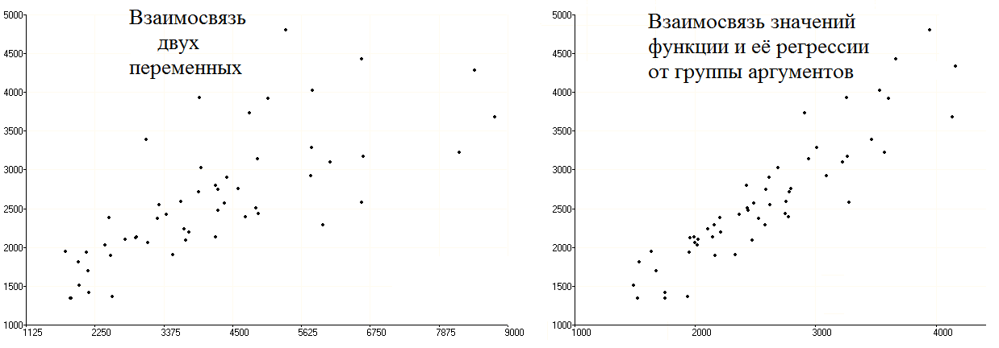 Взаимосвязь
двух
переменных
5000
4500
4000
3500
3000
2500
2000
1500
1000
1125 2250 3375 4500 5625 6750 7875 9000
Взаимосвязь значений
функции и её регрессии
от группы аргументов
5000
4500
4000
3500
3000
2500
2000
1500
1000
1000 2000 3000 4000